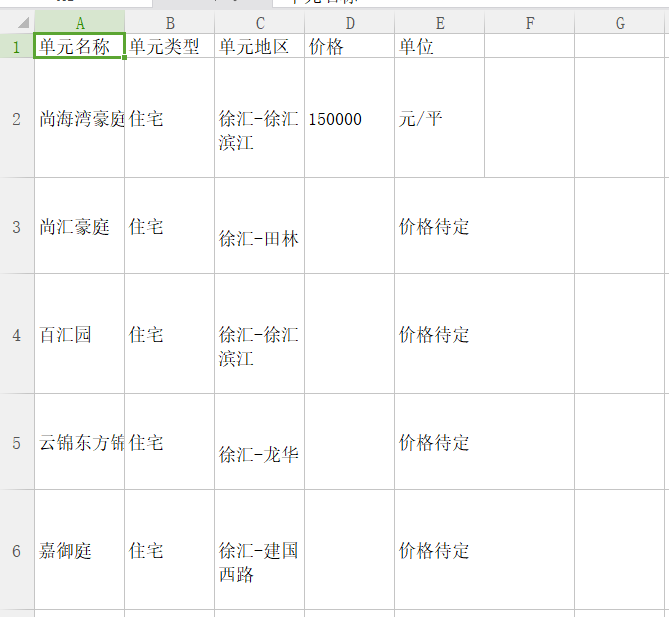 A B C D E F G
1 单元名称 单元类型 单元地区 价格 单位
2 尚海湾豪庭 住宅 徐汇-徐汇 150000 元/平
滨江
3 尚汇豪庭 住宅 徐汇-田林 价格待定
4 百汇园 住宅 徐汇-徐汇 价格待定
滨江
5 云锦东方锦 住宅 徐汇-龙华 价格待定
6 嘉御庭 住宅 徐汇-建国 价格待定
西路